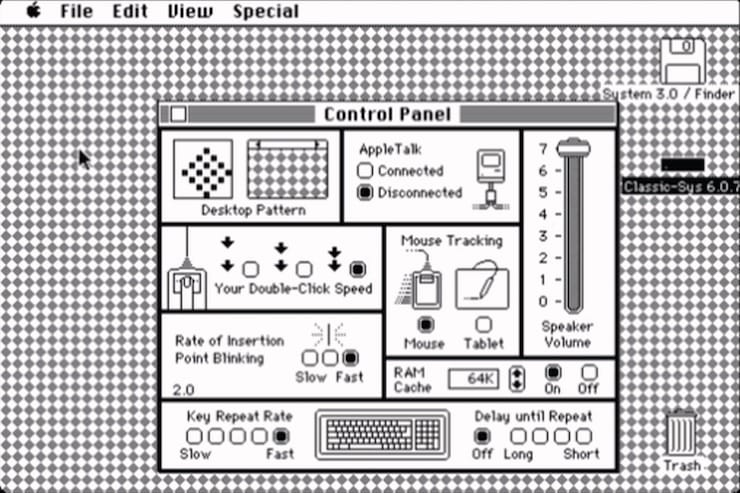 File Edit View Special
System 3.0 / Finder
Control Panel
Classic-Sys 6.0.7
Desktop Pattern
AppleTalk
Connected
Disconnected
7
6
5
4
3
2
1
0
Speaker
Volume
Your Double-Click Speed
Mouse Tracking
Mouse Tablet
Rate of Insertion
Point Blinking
Slow Fast
2.0
RAM
Cache
64K
On Off
Key Repeat Rate
Slow Fast
Delay until Repeat
Off Long Short
Trash